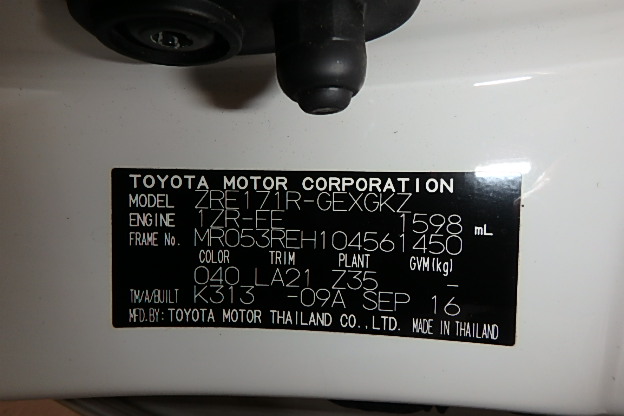 TOYOTA MOTOR CORPORATION
MODEL ZRE171R-GEXGKZ
ENGINE 1ZR-FE 1598 mL
FRAME No. MR053REH104561450
COLOR TRIM PLANT GVM(kg)
040 LA21 Z35 -
TM/A/BUILT K313 -09A SEP 16
MFD.BY: TOYOTA MOTOR THAILAND CO.,LTD. MADE IN THAILAND